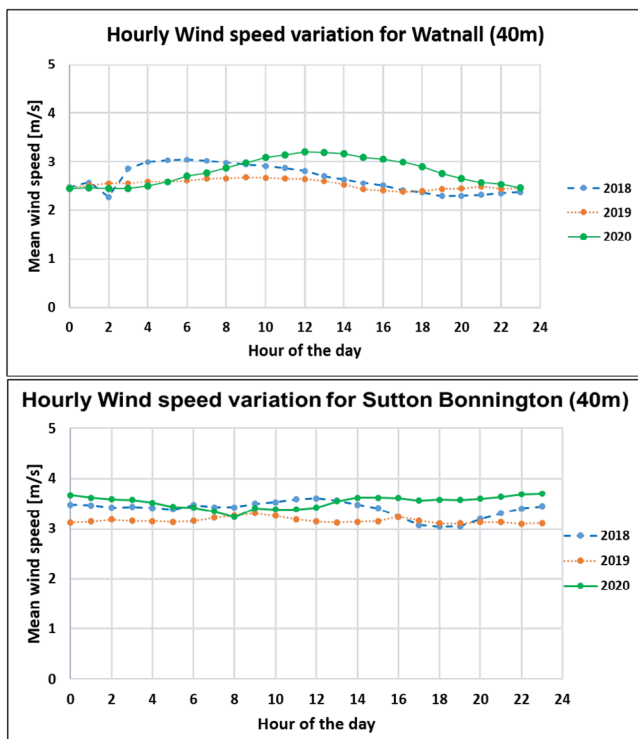 Hourly Wind speed variation for Watnall (40m)
Mean wind speed [m/s]
5
4
3
2
1
0
0 2 4 6 8 10 12 14 16 18 20 22 24
Hour of the day
2018
2019
2020
Hourly Wind speed variation for Sutton Bonnington (40m)
Mean wind speed [m/s]
5
4
3
2
1
0
0 2 4 6 8 10 12 14 16 18 20 22 24
Hour of the day
2018
2019
2020